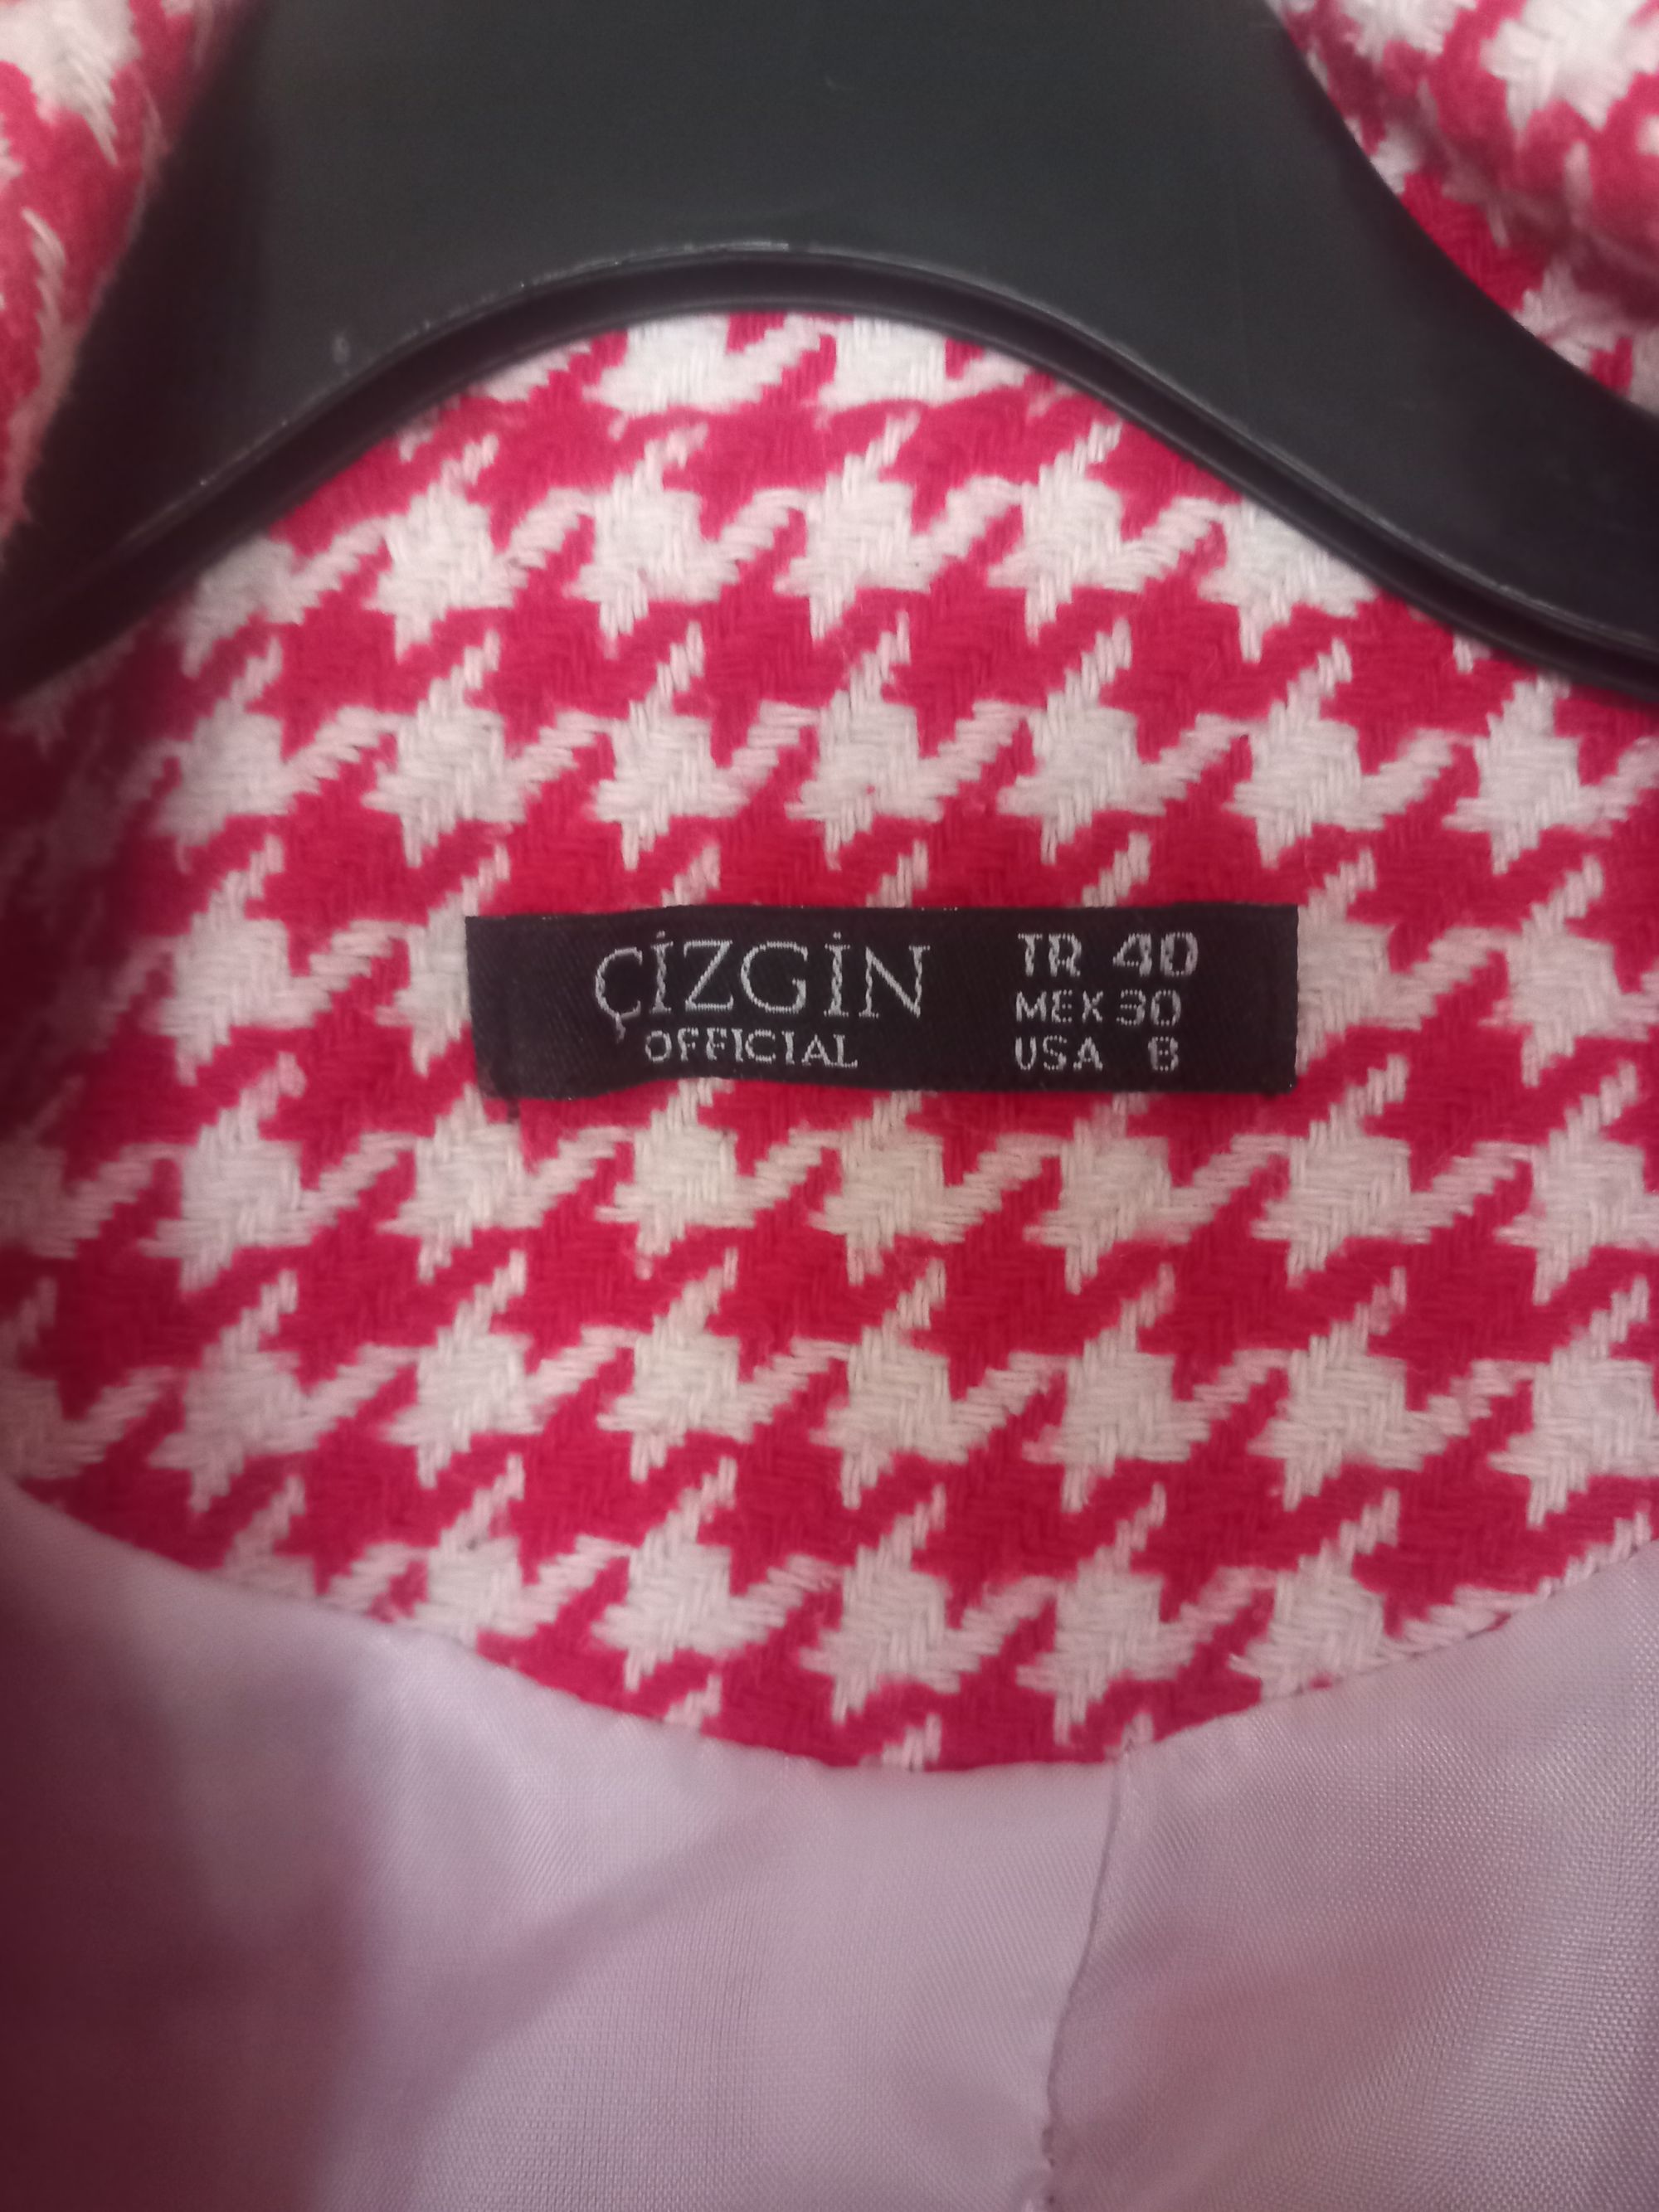 ÇİZGİN
OFFICIAL
TR 40
MEX 30
USA 8